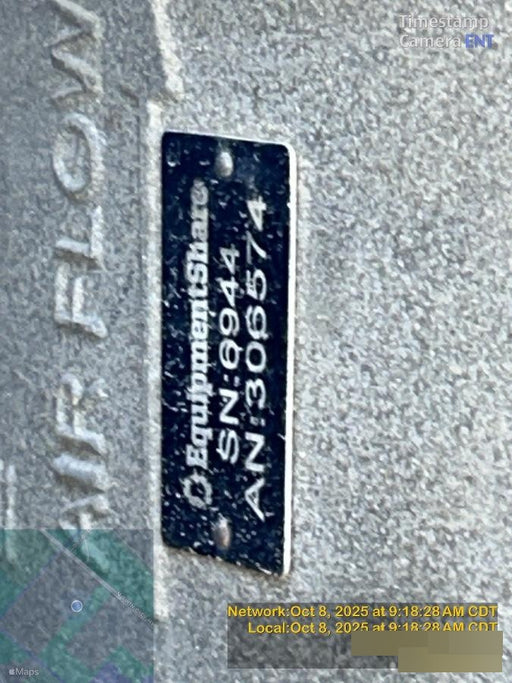 Timestamp
Camera ENT
AIR FLOW
EquipmentShare
SN:6944
AN:306574
Network:Oct 8, 2025 at 9:18:28 AM CDT
Local:Oct 8, 2025 at 9:18:28 AM CDT
Maps